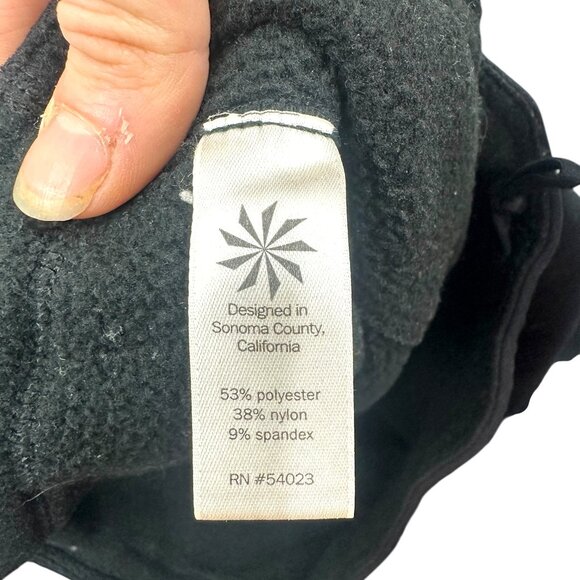 Designed in
Sonoma County,
California
53% polyester
38% nylon
9% spandex
RN #54023